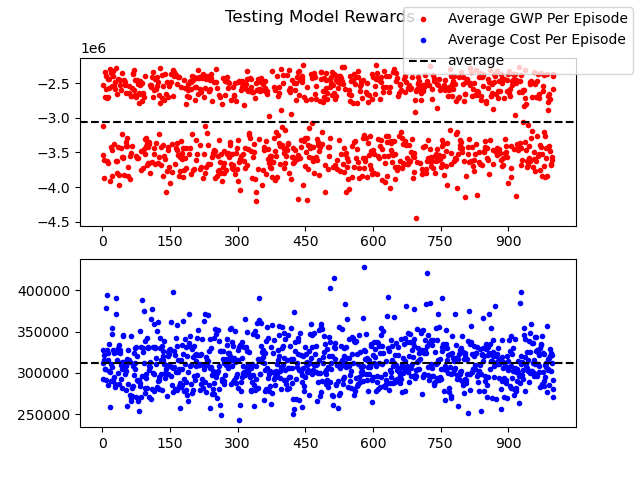 Testing Model Rewards
Average GWP Per Episode
Average Cost Per Episode
average
1e6
−2.5
−3.0
−3.5
−4.0
−4.5
0 150 300 450 600 750 900
400000
350000
300000
250000
0 150 300 450 600 750 900